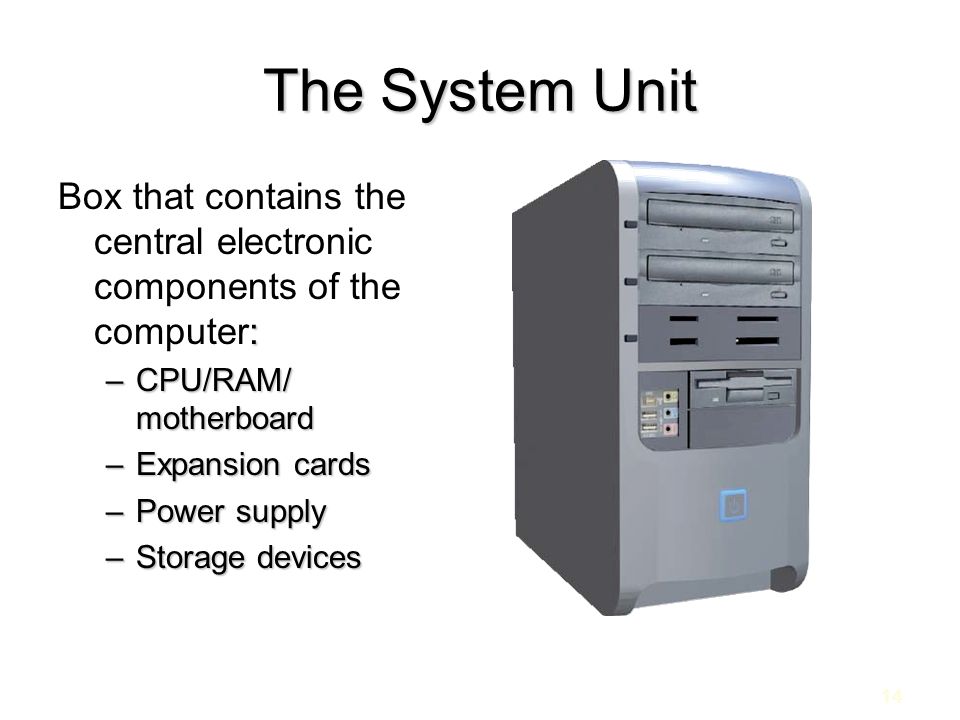 The System Unit
Box that contains the
central electronic
components of the
computer:
– CPU/RAM/
motherboard
– Expansion cards
– Power supply
– Storage devices
14